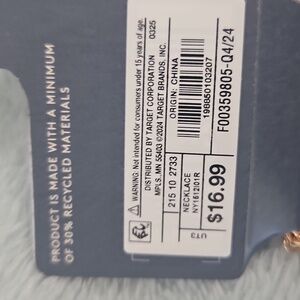 PRODUCT IS MADE WITH A MINIMUM
OF 30% RECYCLED MATERIALS
WARNING: Not intended for consumers under 15 years of age.
DISTRIBUTED BY TARGET CORPORATION 0325
MPLS, MN 55403 ©2024 TARGET BRANDS, INC.
ORIGIN: CHINA
198850103207
F00359805-Q4/24
215 10 2733
NECKLACE
NY1612I01R
UT3
$16.99